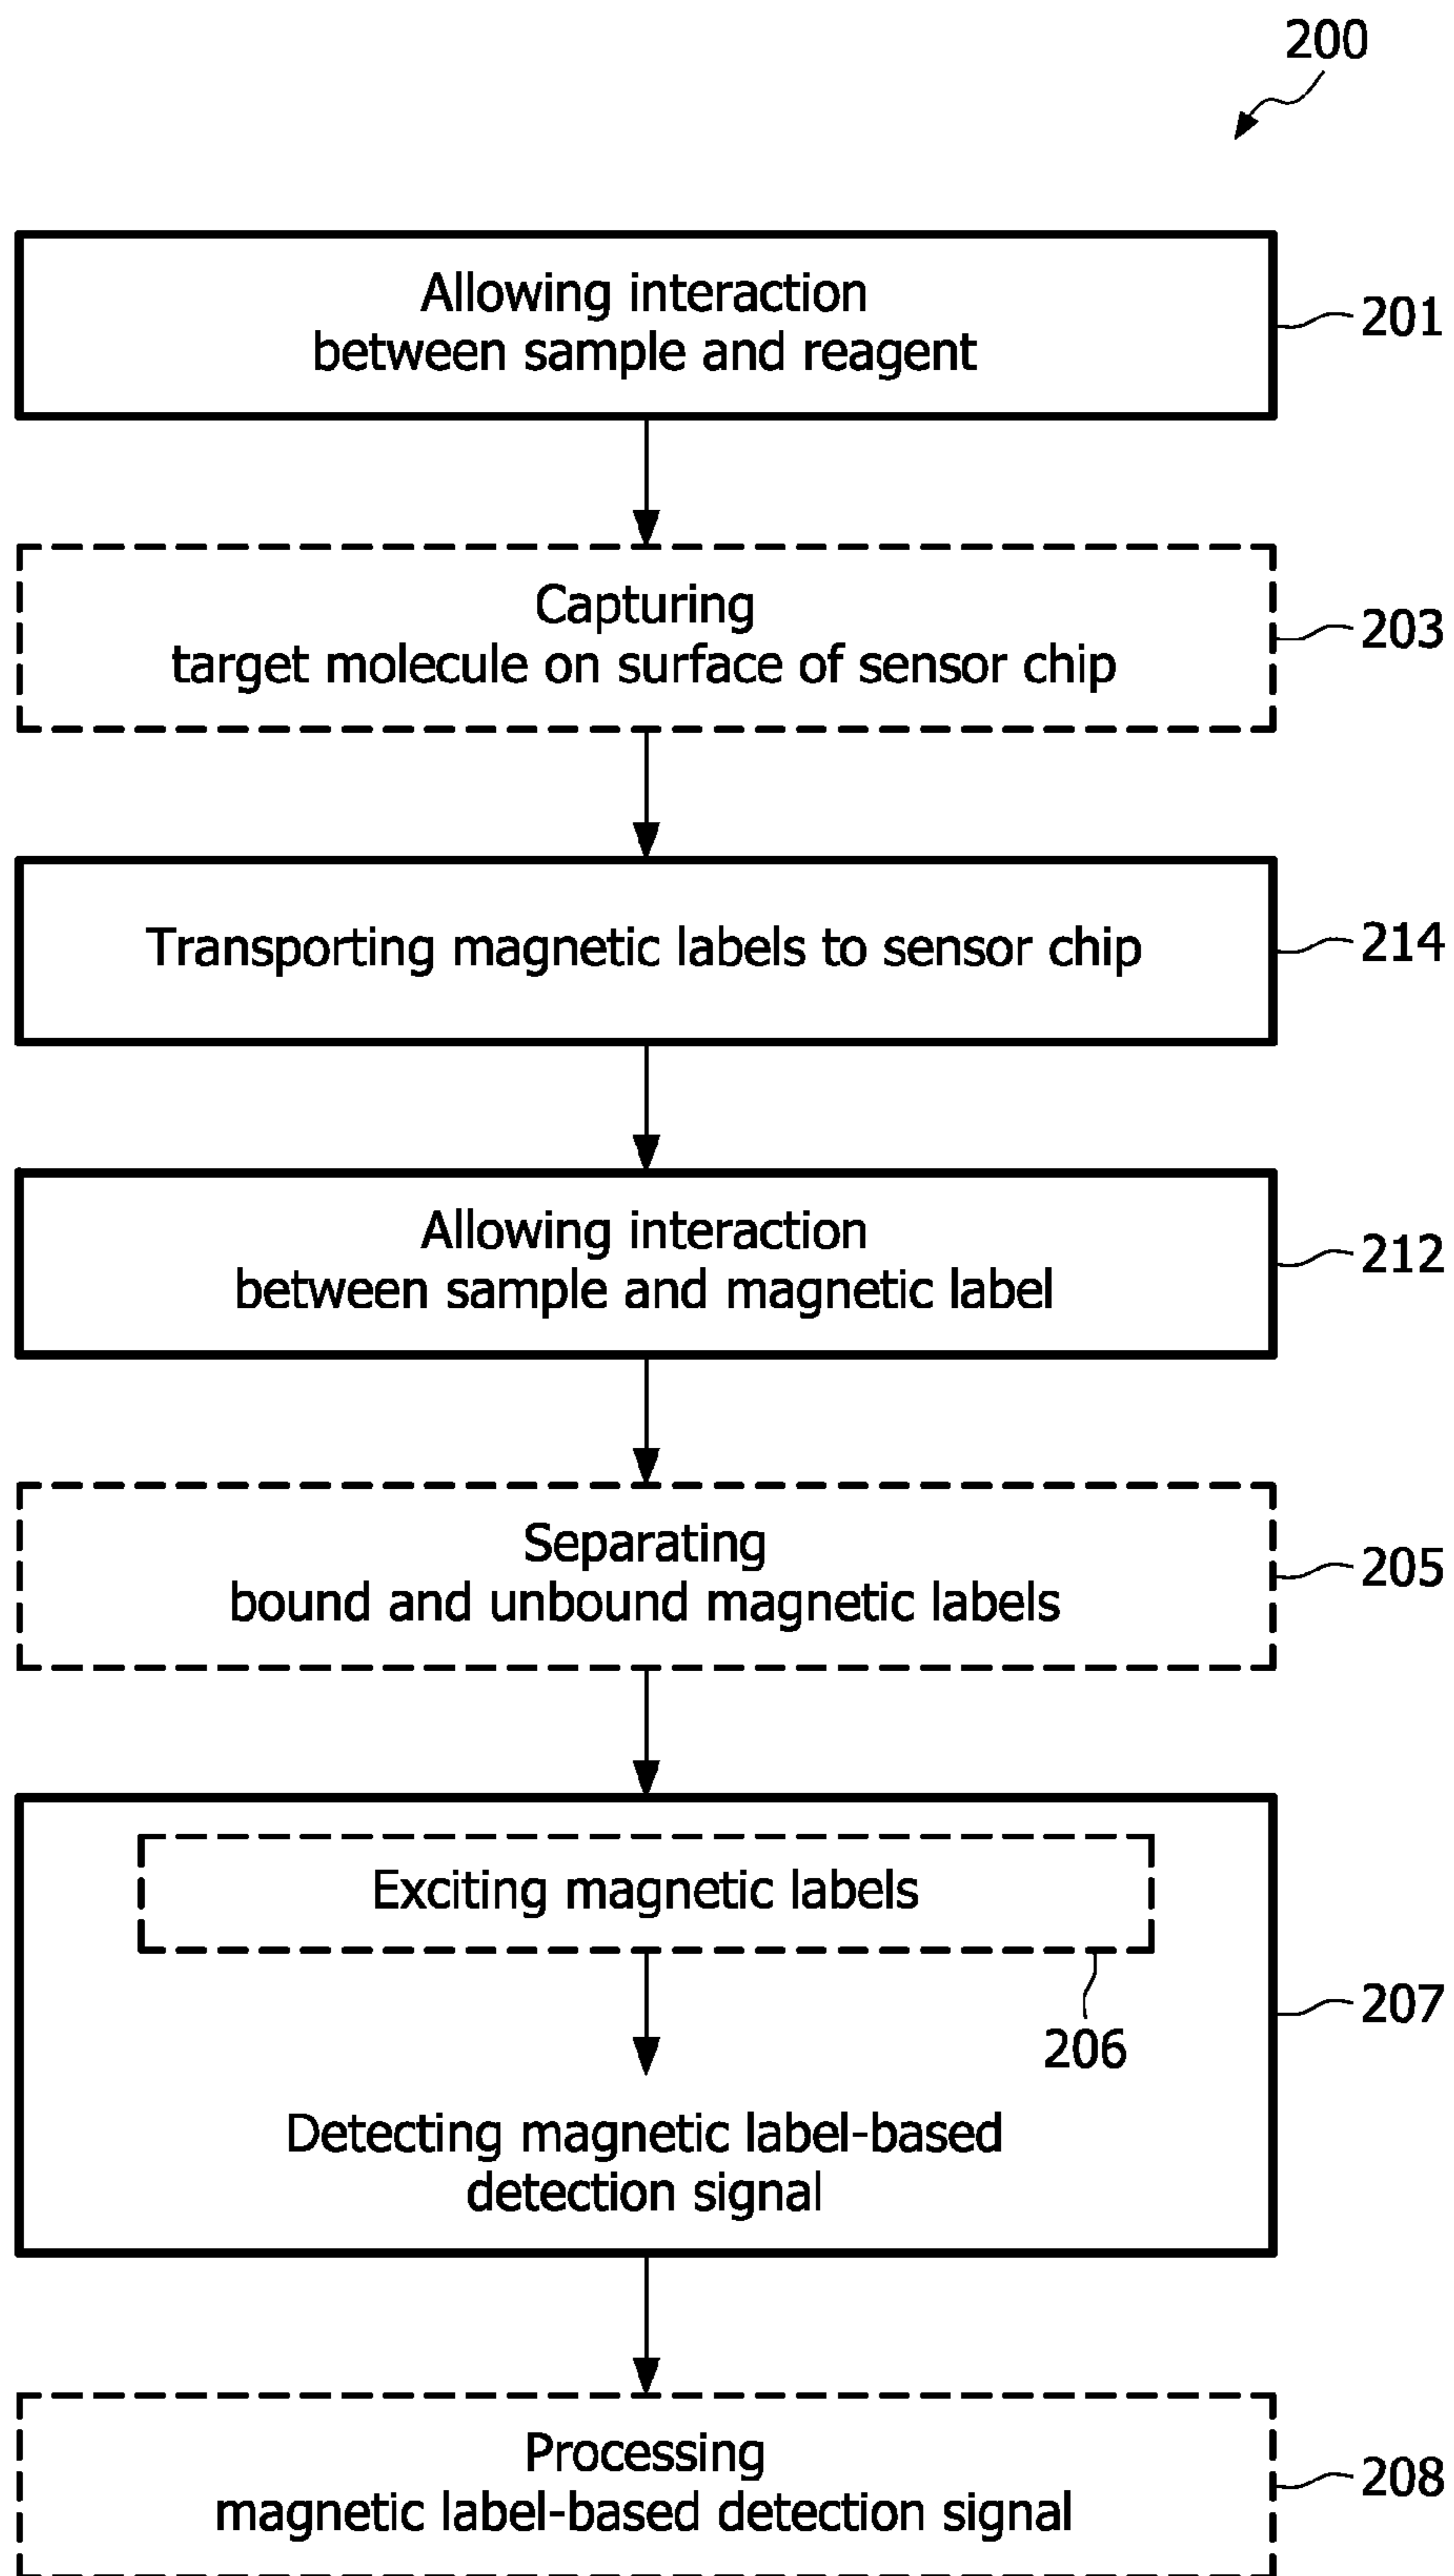 200
Allowing interaction
between sample and reagent
201
Capturing
target molecule on surface of sensor chip
203
Transporting magnetic labels to sensor chip
214
Allowing interaction
between sample and magnetic label
212
Separating
bound and unbound magnetic labels
205
Exciting magnetic labels
206
207
Detecting magnetic label-based
detection signal
Processing
magnetic label-based detection signal
208